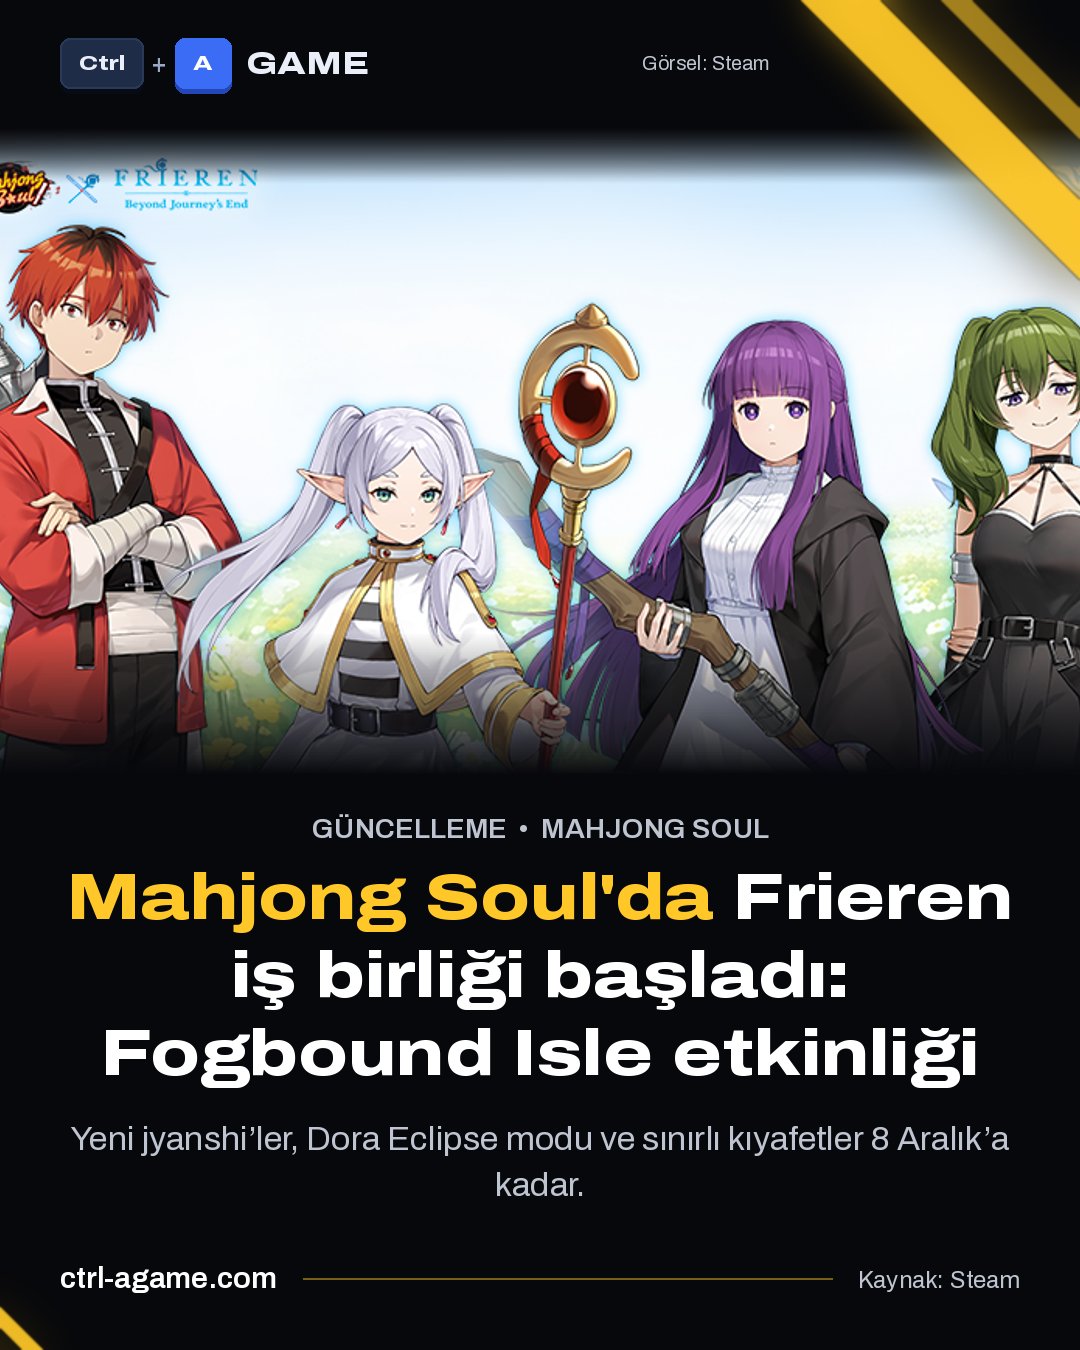 Ctrl + A GAME
Görsel: Steam
FRIEREN
Beyond Journey's End
GÜNCELLEME • MAHJONG SOUL
Mahjong Soul'da Frieren
iş birliği başladı:
Fogbound Isle etkinliği
Yeni jyanshi’ler, Dora Eclipse modu ve sınırlı kıyafetler 8 Aralık’a
kadar.
ctrl-agame.com
Kaynak: Steam